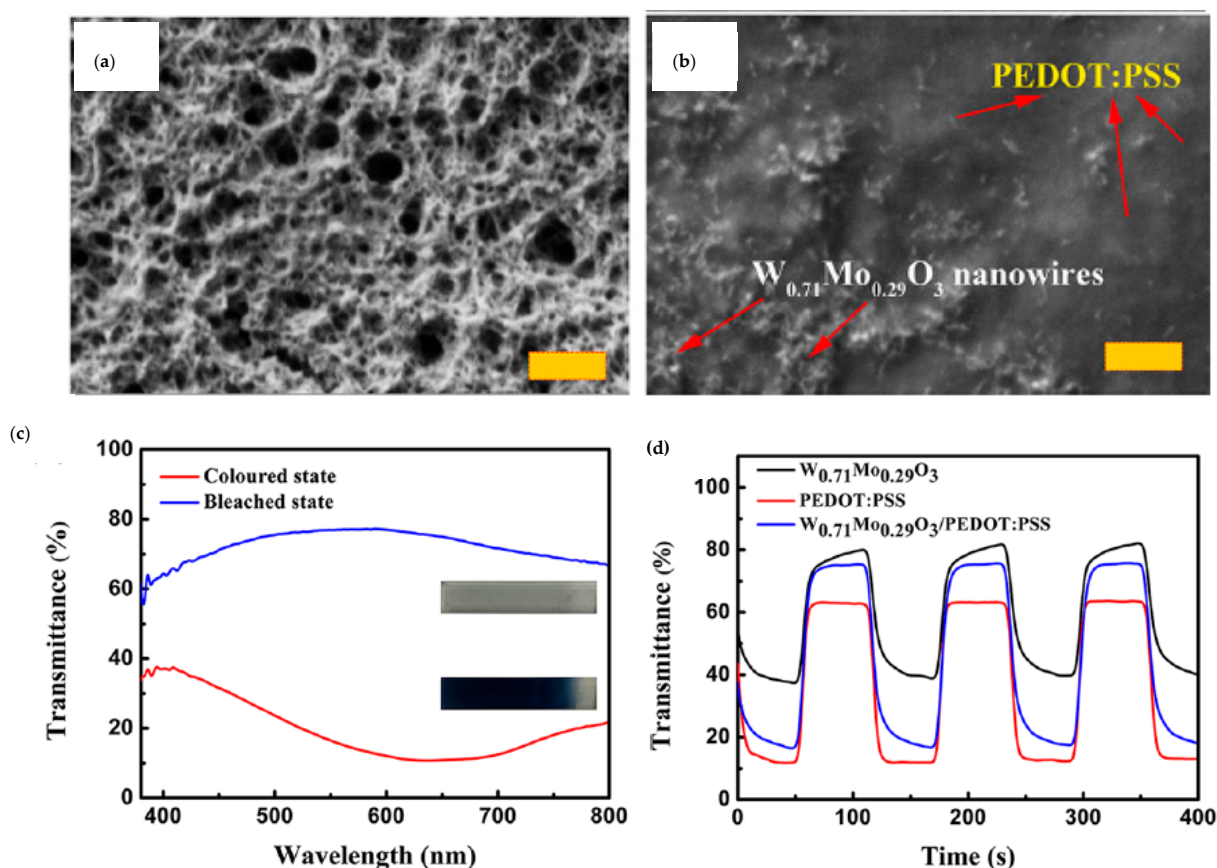 (a)
(b)
PEDOT:PSS
W0.71Mo0.29O3 nanowires
(c)
100
80
60
40
20
0
Transmittance (%)
Coloured state
Bleached state
400
500
600
700
800
Wavelength (nm)
(d)
100
80
60
40
20
0
Transmittance (%)
W0.71Mo0.29O3
PEDOT:PSS
W0.71Mo0.29O3/PEDOT:PSS
0
100
200
300
400
Time (s)